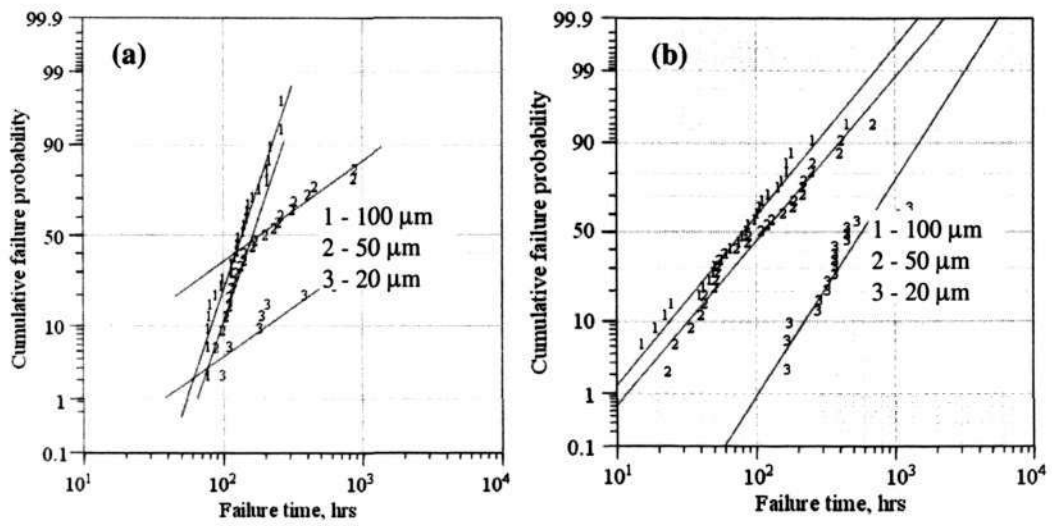 (a)
Cumulative failure probability
99.9
99
90
50
10
1
0.1
1 - 100 μm
2 - 50 μm
3 - 20 μm
10¹ 10² 10³ 10⁴
Failure time, hrs
(b)
Cumulative failure probability
99.9
99
90
50
10
1
0.1
1 - 100 μm
2 - 50 μm
3 - 20 μm
10¹ 10² 10³ 10⁴
Failure time, hrs